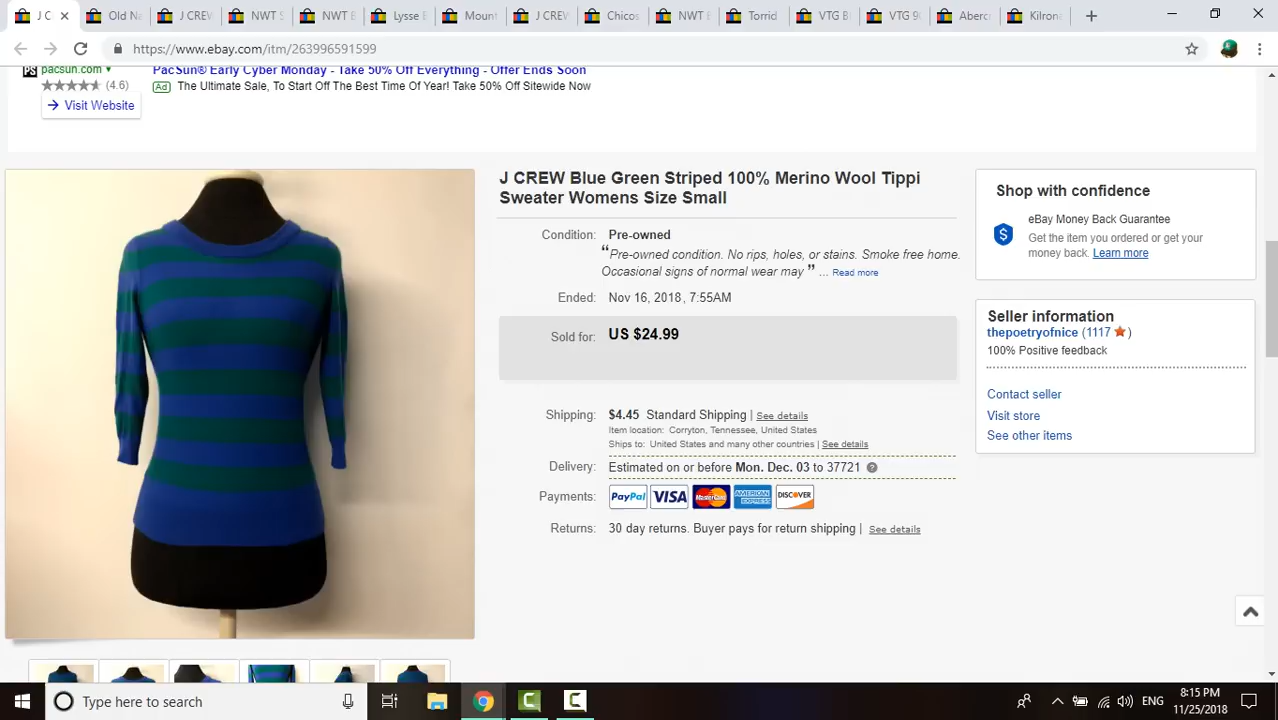 J C
Old Na
J CREW
NWT S
NWT B
Lysse B
Mount
J CREW
Chicos
NWT B
Torrid
VTG B
VTG 90
Aberc
Kilrona
https://www.ebay.com/itm/263996591599
PS pacsun.com
PacSun® Early Cyber Monday - Take 50% Off Everything - Offer Ends Soon
(4.6)
Ad The Ultimate Sale, To Start Off The Best Time Of Year! Take 50% Off Sitewide Now
Visit Website
J CREW Blue Green Striped 100% Merino Wool Tippi
Sweater Womens Size Small
Condition: Pre-owned
“Pre-owned condition. No rips, holes, or stains. Smoke free home.
Occasional signs of normal wear may ” ... Read more
Ended: Nov 16, 2018 , 7:55AM
Sold for: US $24.99
Shipping: $4.45 Standard Shipping | See details
Item location: Corryton, Tennessee, United States
Ships to: United States and many other countries | See details
Delivery: Estimated on or before Mon. Dec. 03 to 37721 ?
Payments: PayPal VISA MasterCard AMERICAN EXPRESS DISCOVER
Returns: 30 day returns. Buyer pays for return shipping | See details
Shop with confidence
eBay Money Back Guarantee
Get the item you ordered or get your
money back. Learn more
Seller information
thepoetryofnice (1117 )
100% Positive feedback
Contact seller
Visit store
See other items
Type here to search
ENG
8:15 PM
11/25/2018